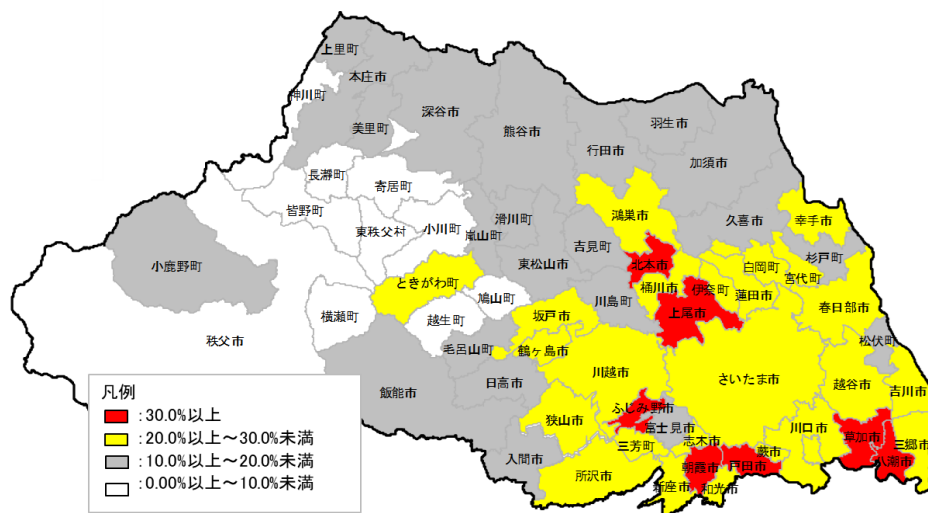 上里町
本庄市
神川町
美里町
深谷市
熊谷市
羽生市
行田市
加須市
長瀞町
寄居町
皆野町
東秩父村
小川町
嵐山町
滑川町
鴻巣市
久喜市
幸手市
吉見町
東松山市
北本市
白岡町
杉戸町
宮代町
小鹿野町
ときがわ町
鳩山町
川島町
桶川市
伊奈町
蓮田市
春日部市
上尾市
横瀬町
越生町
坂戸市
秩父市
毛呂山町
鶴ヶ島市
松伏町
川越市
さいたま市
越谷市
吉川市
飯能市
日高市
狭山市
ふじみ野市
富士見市
川口市
草加市
三郷市
入間市
三芳町
志木市
蕨市
八潮市
所沢市
朝霞市
戸田市
新座市
和光市
凡例
:30.0%以上
:20.0%以上～30.0%未満
:10.0%以上～20.0%未満
:0.00%以上～10.0%未満